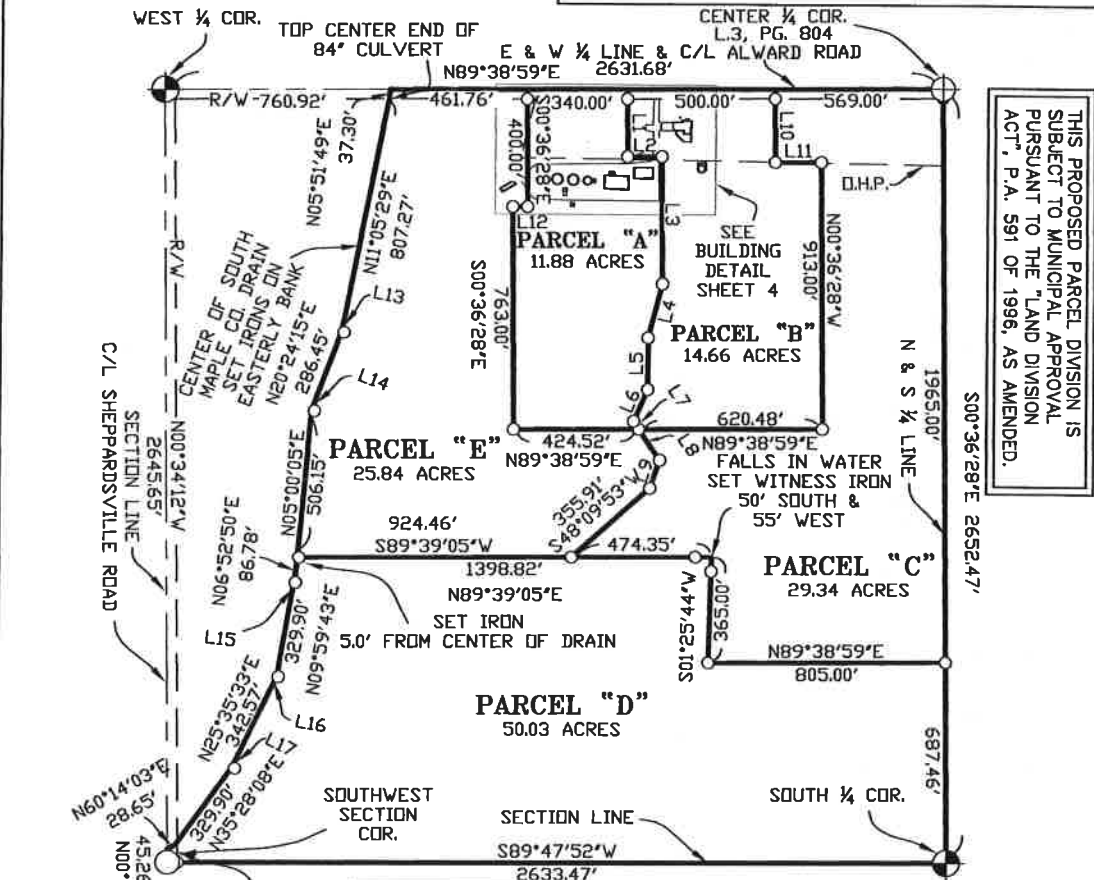 WEST ¼ COR.
TOP CENTER END OF
84" CULVERT
CENTER ¼ COR.
L.3, PG. 804
E & W ¼ LINE & C/L ALWARD ROAD
N89°38'59"E
2631.68'
R/W-760.92'
461.76'
340.00'
500.00'
569.00'
THIS PROPOSED PARCEL DIVISION IS
SUBJECT TO MUNICIPAL APPROVAL
PURSUANT TO THE "LAND DIVISION
ACT", P.A. 591 OF 1996, AS AMENDED.
N05°51'49"E
37.30'
S00°36'28"E
400.00'
L1
L2
L10
L11
O.H.P.
N11°05'29"E
807.27'
L12
L3
PARCEL "A"
11.88 ACRES
SEE
BUILDING
DETAIL
SHEET 4
N00°36'28"W
913.00'
R/W
CENTER OF SOUTH
MAPLE CO. DRAIN
SET IRONS ON
EASTERLY BANK
L13
S00°36'28"E
763.00'
L4
PARCEL "B"
14.66 ACRES
N20°24'15"E
286.45'
L14
L5
L6
L7
N & S ¼ LINE
1965.00'
S00°36'28"E 2652.47'
C/L SHEPPARDSVILLE ROAD
SECTION LINE
2645.65'
N00°34'12"W
PARCEL "E"
25.84 ACRES
424.52'
N89°38'59"E
620.48'
N89°38'59"E
L8
L9
N05°00'05"E
506.15'
355.91'
S48°09'53"W
FALLS IN WATER
SET WITNESS IRON
50' SOUTH &
55' WEST
924.46'
S89°39'05"W
474.35'
1398.82'
N89°39'05"E
N06°52'50"E
86.78'
L15
SET IRON
5.0' FROM CENTER OF DRAIN
S01°25'44"W
365.00'
PARCEL "C"
29.34 ACRES
329.90'
N09°59'43"E
N89°38'59"E
805.00'
L16
PARCEL "D"
50.03 ACRES
N25°35'33"E
342.57'
L17
687.46'
N60°14'03"E
28.65'
329.90'
N35°28'08"E
SOUTHWEST
SECTION
COR.
SECTION LINE
SOUTH ¼ COR.
S89°47'52"W
2633.47'
45.26
N00°